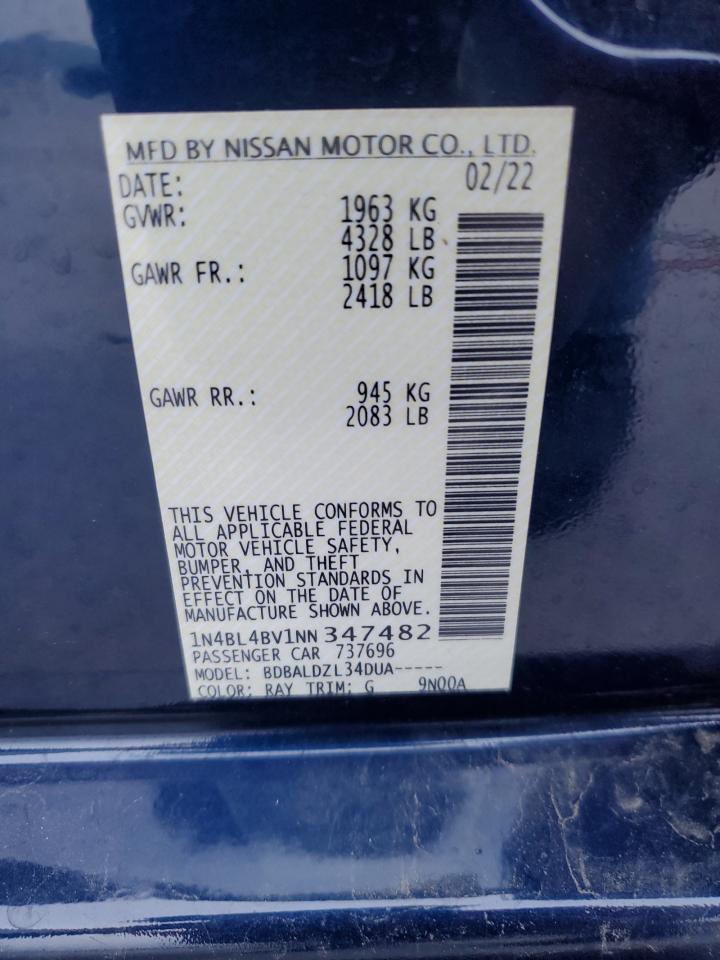 MFD BY NISSAN MOTOR CO., LTD.
DATE: 02/22
GVWR: 1963 KG
4328 LB
GAWR FR.: 1097 KG
2418 LB
GAWR RR.: 945 KG
2083 LB
THIS VEHICLE CONFORMS TO
ALL APPLICABLE FEDERAL
MOTOR VEHICLE SAFETY,
BUMPER, AND THEFT
PREVENTION STANDARDS IN
EFFECT ON THE DATE OF
MANUFACTURE SHOWN ABOVE.
1N4BL4BV1NN347482
PASSENGER CAR 737696
MODEL: BDBALDZL34DUA-----
COLOR: RAY TRIM: G 9N00A